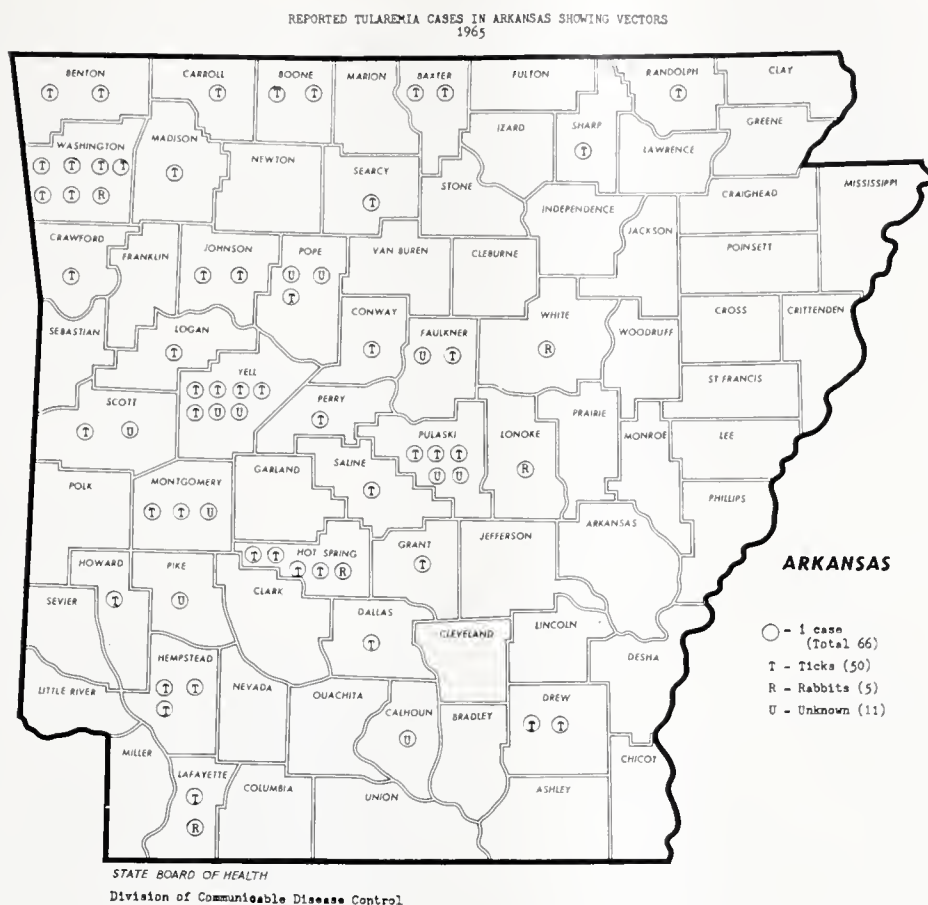 REPORTED TULAREMIA CASES IN ARKANSAS SHOWING VECTORS
1965
BENTON
T T
CARROLL
T
BOONE
T T
MARION
BAXTER
T T
FULTON
RANDOLPH
T
CLAY
WASHINGTON
T T T T
T T R
MADISON
T
NEWTON
SEARCY
T
STONE
IZARD
SHARP
T
LAWRENCE
GREENE
INDEPENDENCE
JACKSON
CRAIGHEAD
MISSISSIPPI
CRAWFORD
T
FRANKLIN
JOHNSON
T T
POPE
U U
T
VAN BUREN
CLEBURNE
POINSETT
SEBASTIAN
LOGAN
T
CONWAY
T
FAULKNER
U T
WHITE
R
WOODRUFF
CROSS
CRITTENDEN
SCOTT
T U
YELL
T T T T
T U U
PERRY
T
PULASKI
T T T
U U
LONOKE
R
PRAIRIE
MONROE
ST FRANCIS
LEE
PHILLIPS
POLK
MONTGOMERY
T T U
GARLAND
SALINE
T
HOT SPRING
T T
T T R
GRANT
T
JEFFERSON
ARKANSAS
HOWARD
T
PIKE
U
CLARK
DALLAS
T
CLEVELAND
LINCOLN
DESHA
SEVIER
LITTLE RIVER
HEMPSTEAD
T T
T
NEVADA
OUACHITA
CALHOUN
U
BRADLEY
DREW
T T
CHICOT
MILLER
LAFAYETTE
T
R
COLUMBIA
UNION
ASHLEY
ARKANSAS
○ - 1 case
(Total 66)
T - Ticks (50)
R - Rabbits (5)
U - Unknown (11)
STATE BOARD OF HEALTH
Division of Communicable Disease Control